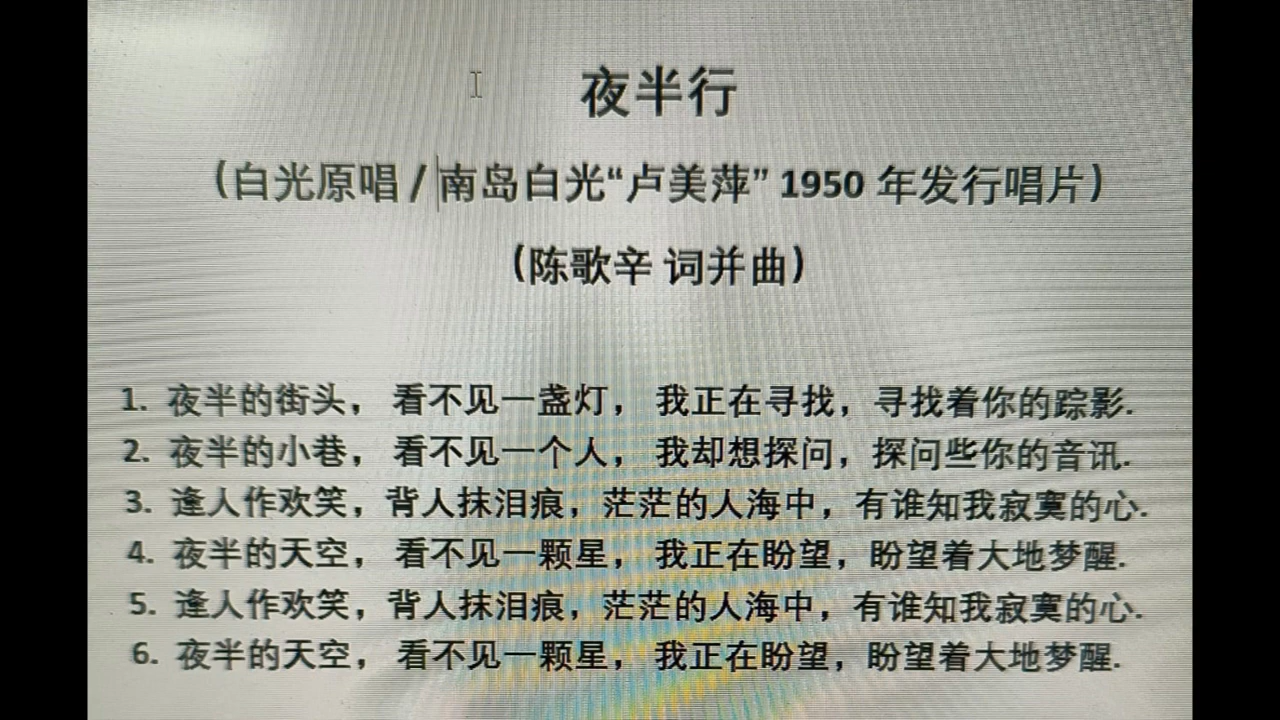 夜半行
（白光原唱 / 南岛白光“卢美萍” 1950 年发行唱片）
（陈歌辛 词并曲）
1. 夜半的街头， 看不见一盏灯， 我正在寻找，寻找着你的踪影.
2. 夜半的小巷， 看不见一个人， 我却想探问，探问些你的音讯.
3. 逢人作欢笑，背人抹泪痕，茫茫的人海中，有谁知我寂寞的心.
4. 夜半的天空， 看不见一颗星， 我正在盼望，盼望着大地梦醒.
5. 逢人作欢笑，背人抹泪痕，茫茫的人海中，有谁知我寂寞的心.
6. 夜半的天空， 看不见一颗星， 我正在盼望，盼望着大地梦醒.